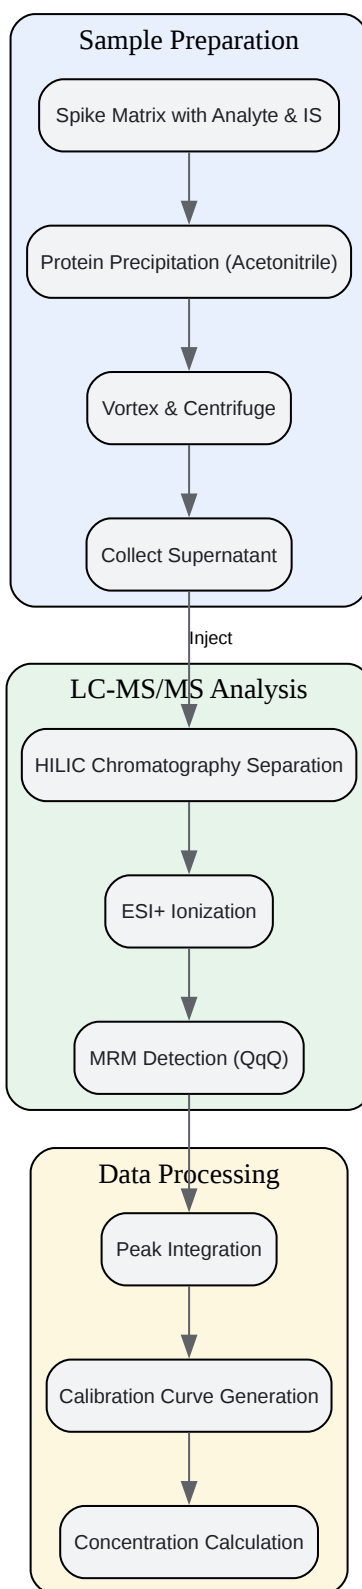 Sample Preparation
Spike Matrix with Analyte & IS
Protein Precipitation (Acetonitrile)
Vortex & Centrifuge
Collect Supernatant
Inject
LC-MS/MS Analysis
HILIC Chromatography Separation
ESI+ Ionization
MRM Detection (QqQ)
Data Processing
Peak Integration
Calibration Curve Generation
Concentration Calculation